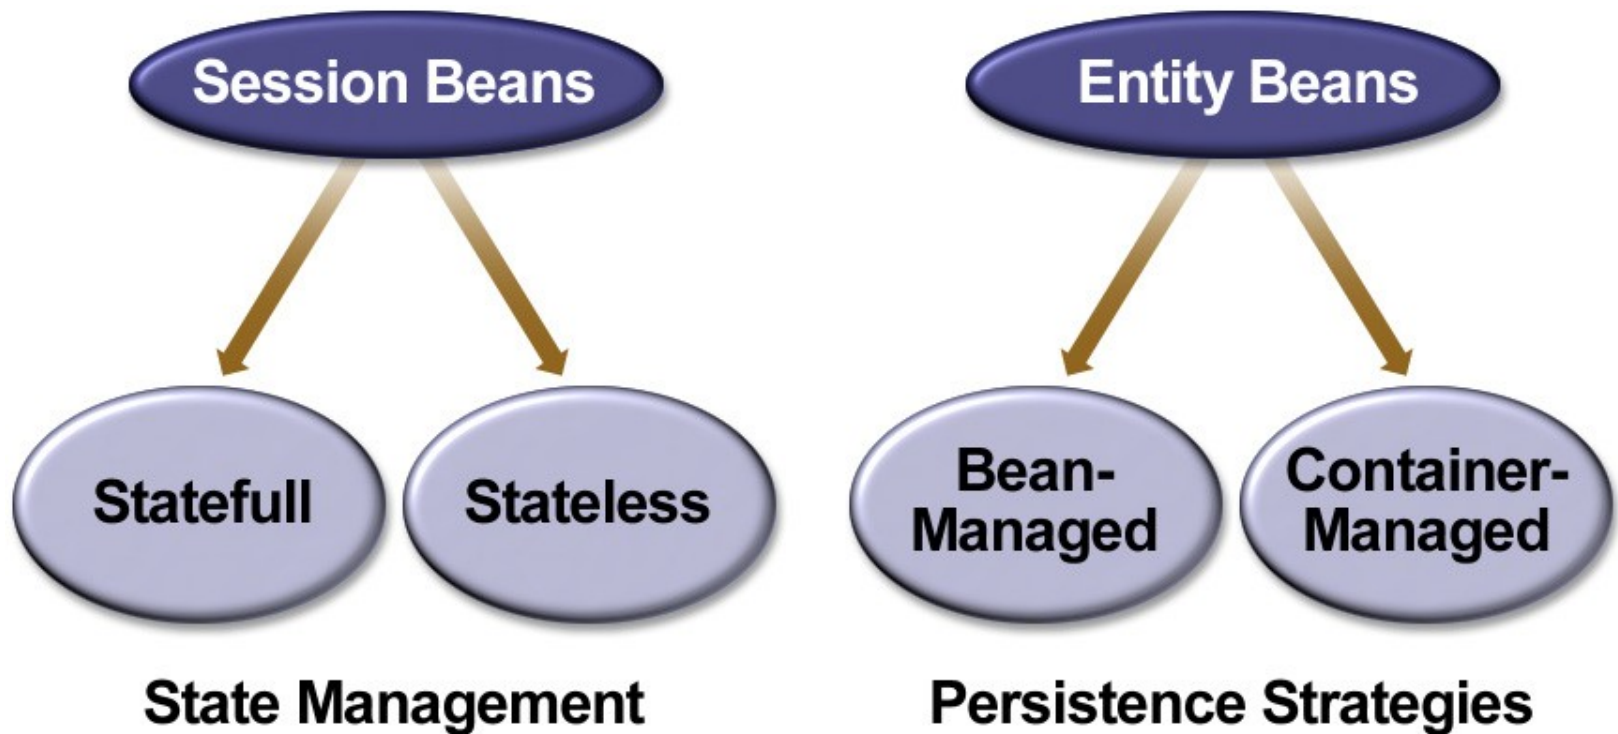 Session Beans
Entity Beans
Statefull
Stateless
Bean-
Managed
Container-
Managed
State Management
Persistence Strategies